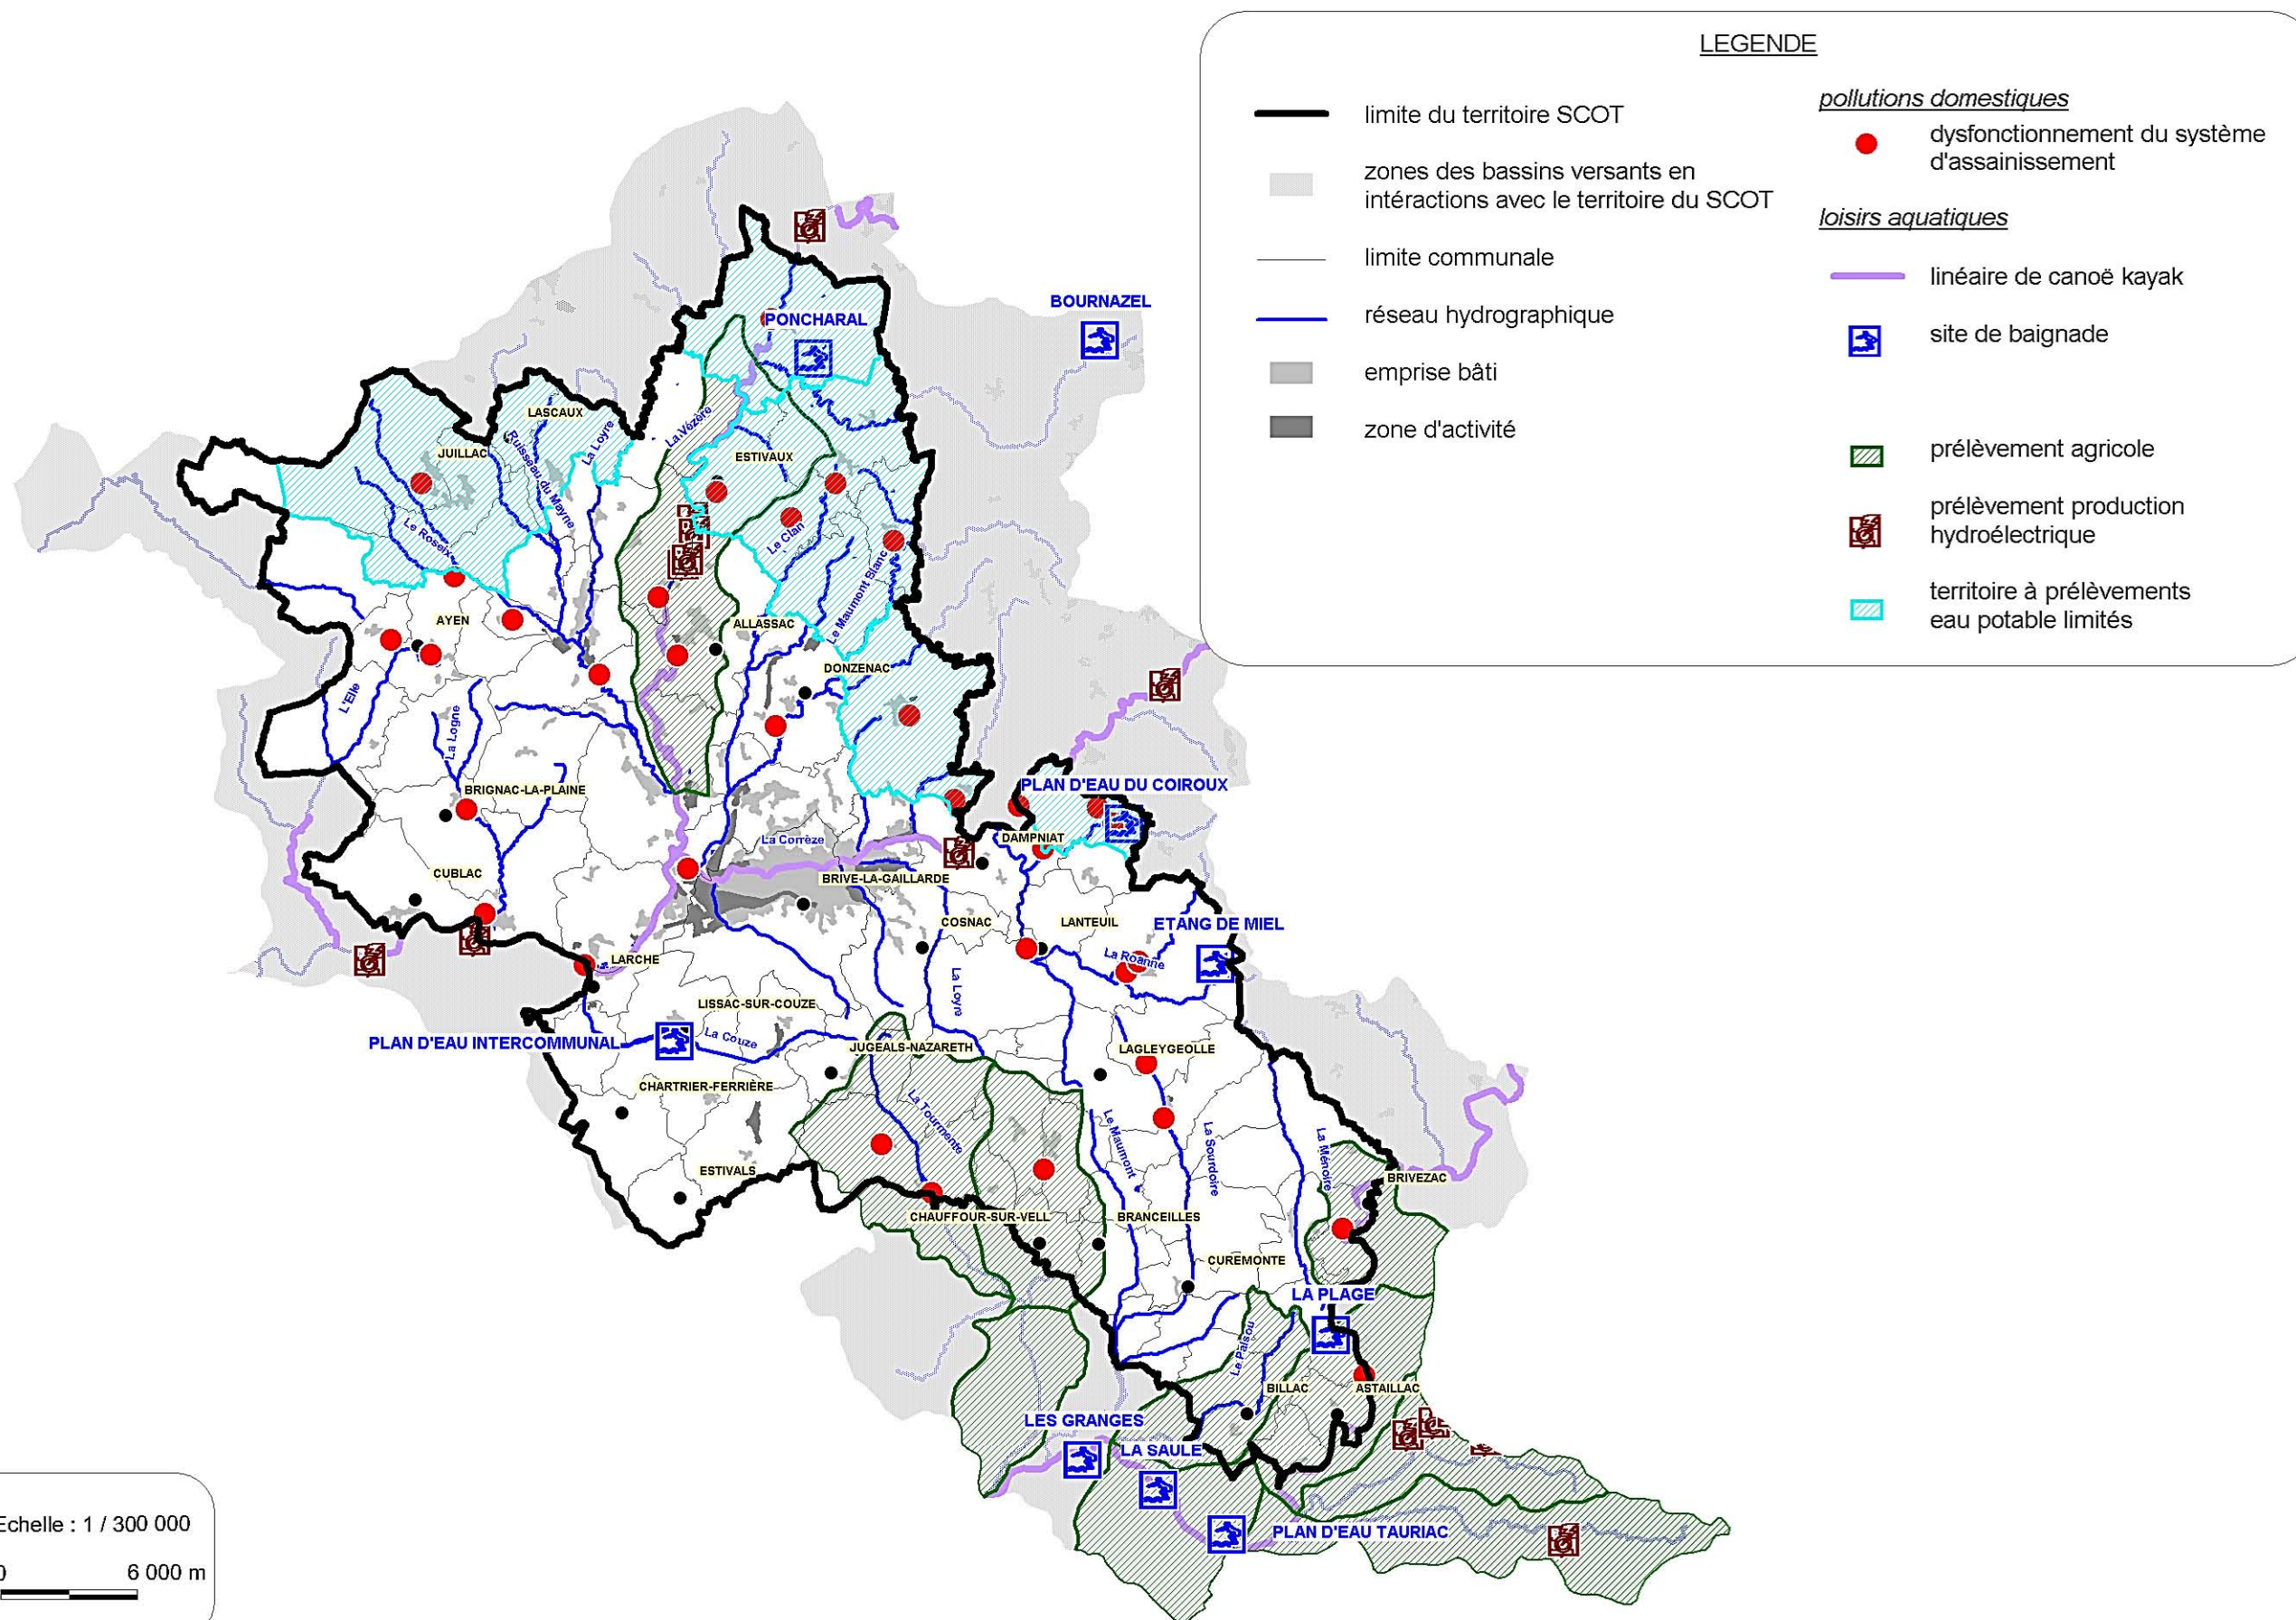 LEGENDE
limite du territoire SCOT
zones des bassins versants en
intéractions avec le territoire du SCOT
limite communale
réseau hydrographique
emprise bâti
zone d'activité
pollutions domestiques
dysfonctionnement du système
d'assainissement
loisirs aquatiques
linéaire de canoë kayak
site de baignade
prélèvement agricole
prélèvement production
hydroélectrique
territoire à prélèvements
eau potable limités
BOURNAZEL
PONCHARAL
LASCAUX
La Vézère
La Loyre
JUILLAC
Ruisseau du Mayne
ESTIVAUX
Le Roseix
Le Clan
Le Maumont Blanc
AYEN
ALLASSAC
DONZENAC
L'Elle
La Logne
BRIGNAC-LA-PLAINE
PLAN D'EAU DU COIROUX
La Corrèze
DAMPNIAT
CUBLAC
BRIVE-LA-GAILLARDE
COSNAC
LANTEUIL
ETANG DE MIEL
LARCHE
La Roanne
La Loyre
LISSAC-SUR-COUZE
PLAN D'EAU INTERCOMMUNAL
La Couze
JUGEALS-NAZARETH
LAGLEYGEOLLE
CHARTRIER-FERRIÈRE
La Tourmente
Le Maumont
La Sourdoire
La Ménoire
ESTIVALS
BRIVEZAC
CHAUFFOUR-SUR-VELL
BRANCEILLES
CUREMONTE
LA PLAGE
Le Palsou
BILLAC
ASTAILLAC
LES GRANGES
LA SAULE
PLAN D'EAU TAURIAC
Echelle : 1 / 300 000
0 6 000 m